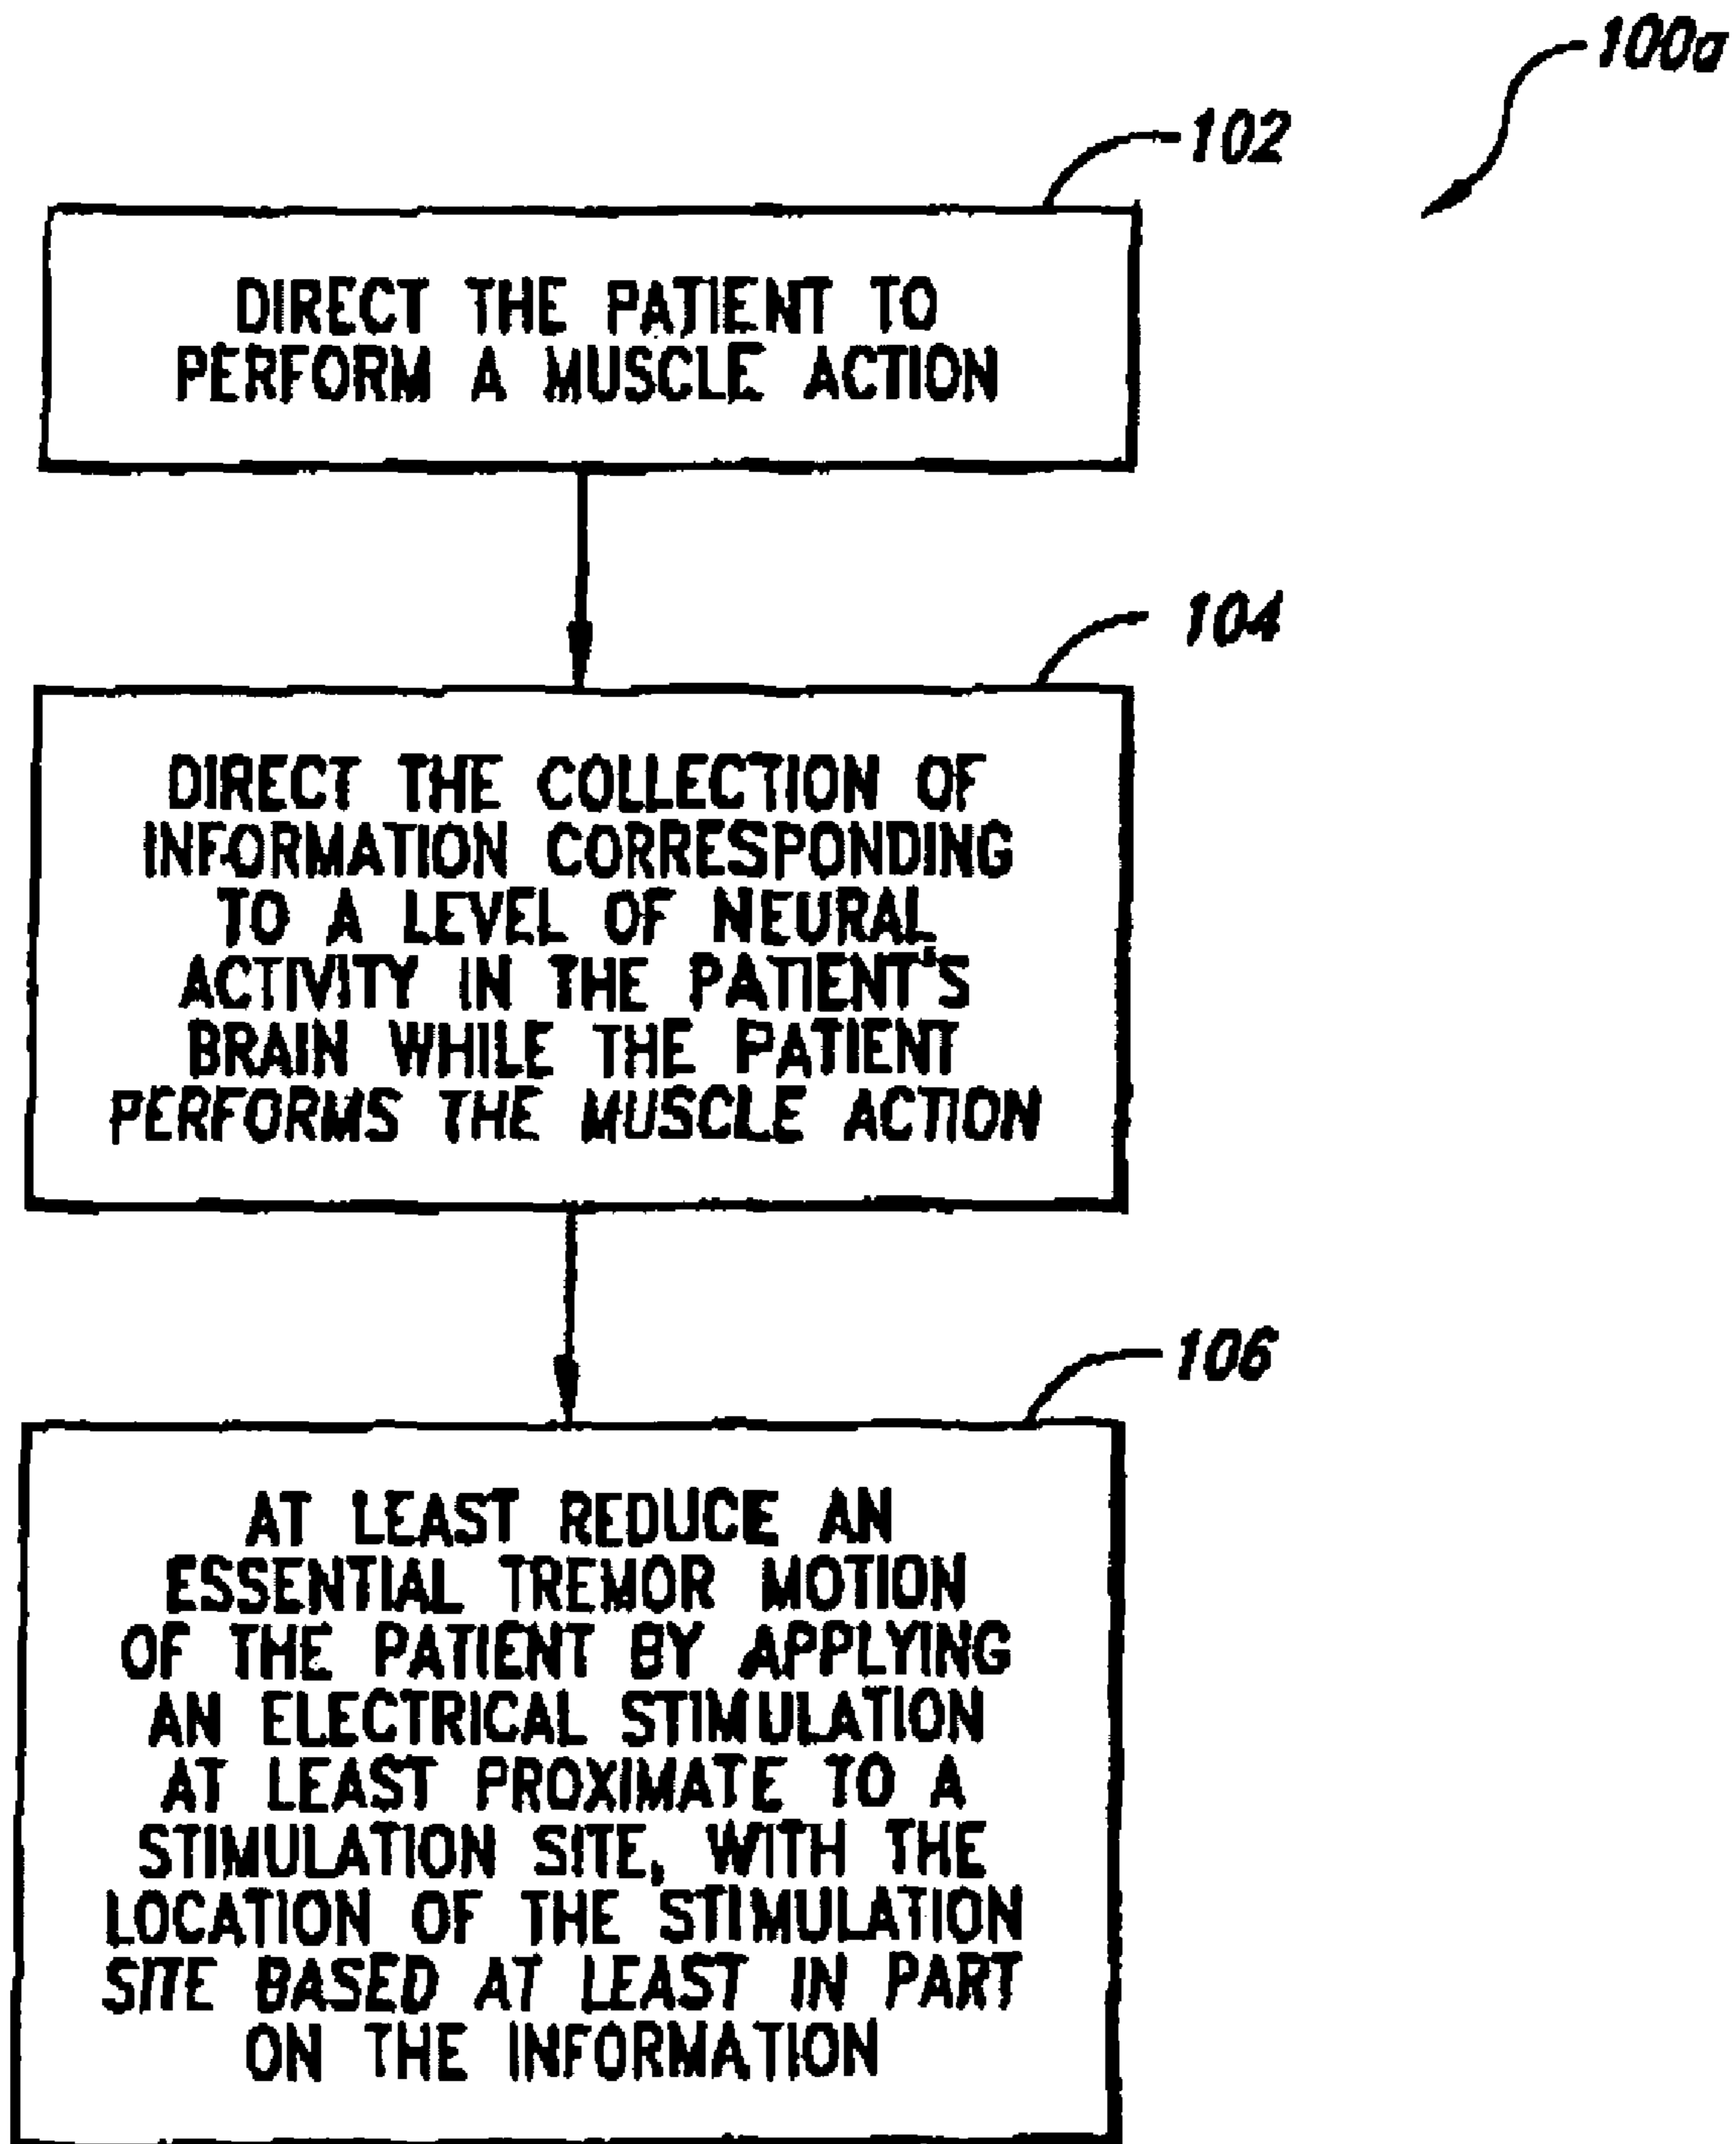 100a
102
DIRECT THE PATIENT TO
PERFORM A MUSCLE ACTION
104
DIRECT THE COLLECTION OF
INFORMATION CORRESPONDING
TO A LEVEL OF NEURAL
ACTIVITY IN THE PATIENT'S
BRAIN WHILE THE PATIENT
PERFORMS THE MUSCLE ACTION
106
AT LEAST REDUCE AN
ESSENTIAL TREMOR MOTION
OF THE PATIENT BY APPLYING
AN ELECTRICAL STIMULATION
AT LEAST PROXIMATE TO A
STIMULATION SITE, WITH THE
LOCATION OF THE STIMULATION
SITE BASED AT LEAST IN PART
ON THE INFORMATION